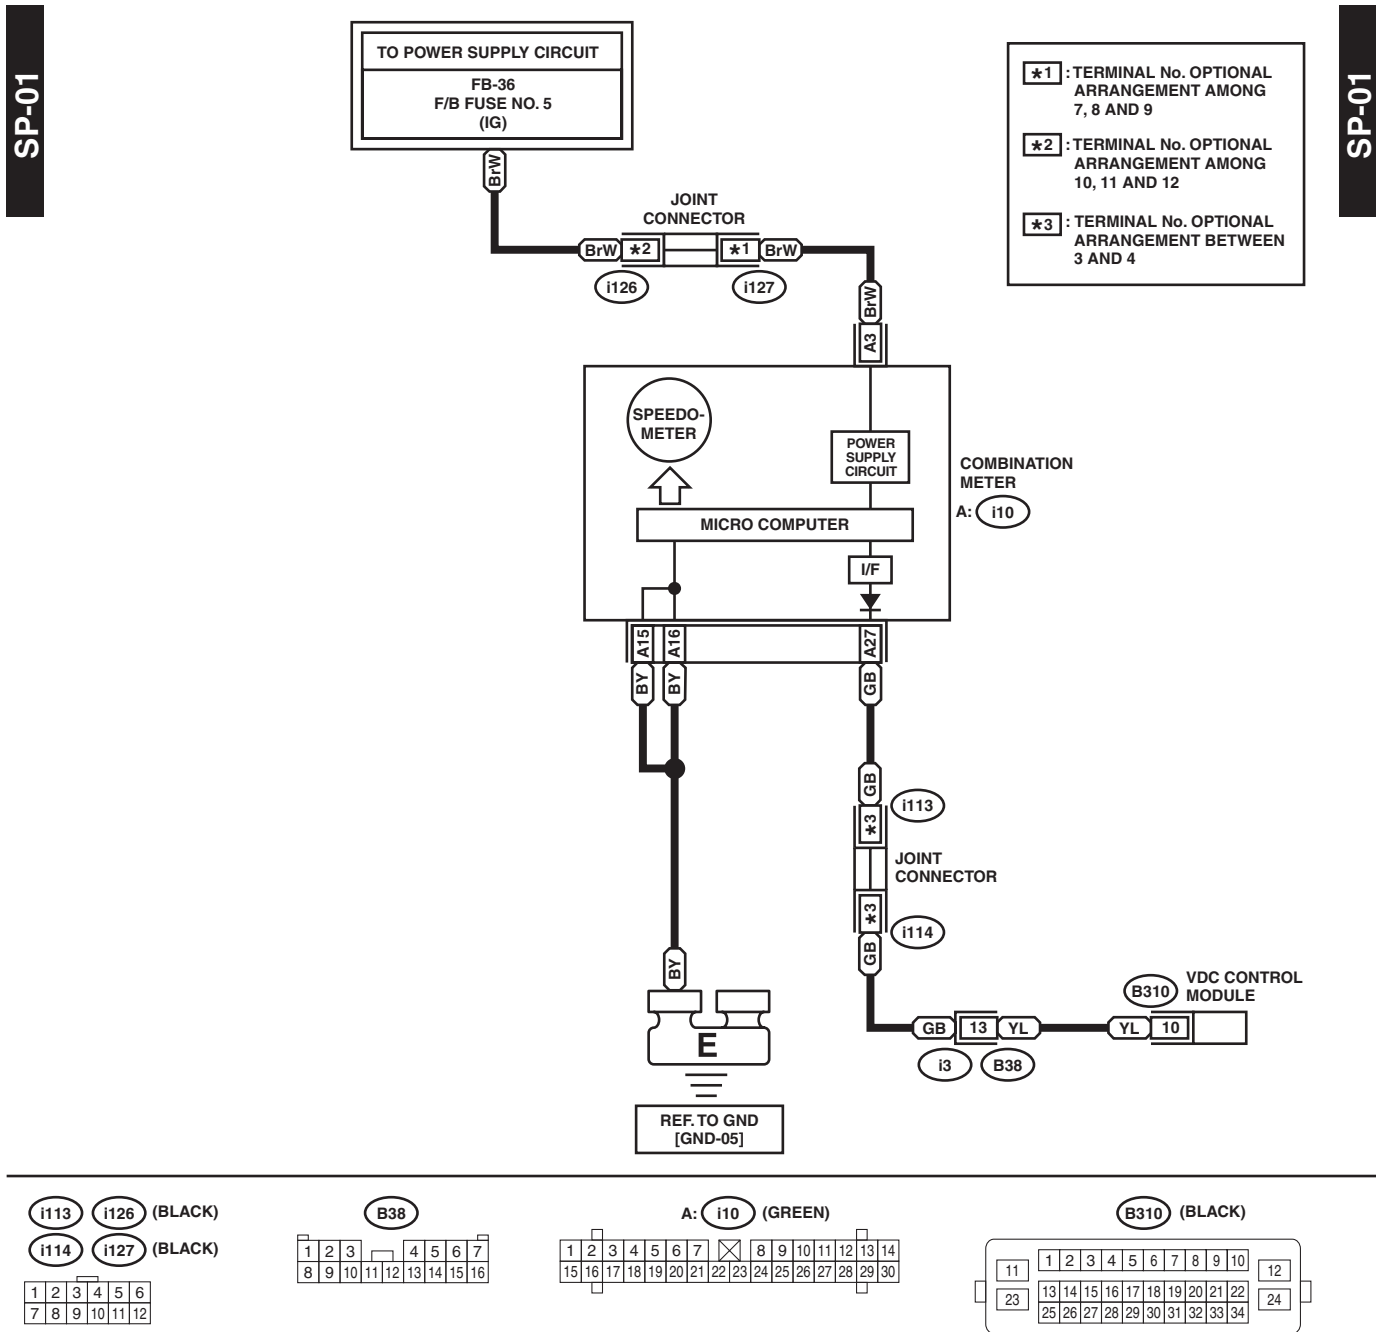 SP-01
SP-01
TO POWER SUPPLY CIRCUIT
FB-36
F/B FUSE NO. 5
(IG)
*1 : TERMINAL No. OPTIONAL
ARRANGEMENT AMONG
7, 8 AND 9
*2 : TERMINAL No. OPTIONAL
ARRANGEMENT AMONG
10, 11 AND 12
*3 : TERMINAL No. OPTIONAL
ARRANGEMENT BETWEEN
3 AND 4
BrW
JOINT
CONNECTOR
BrW *2 *1 BrW
i126 i127
BrW
A3
SPEEDO-
METER
POWER
SUPPLY
CIRCUIT
COMBINATION
METER
A: i10
MICRO COMPUTER
I/F
A15 A16 A27
BY BY GB
GB
i113
*3
JOINT
CONNECTOR
*3
i114
GB
BY
E
REF. TO GND
[GND-05]
VDC CONTROL
MODULE
B310
GB 13 YL YL 10
i3 B38
i113 i126 (BLACK)
i114 i127 (BLACK)
1 2 3 4 5 6
7 8 9 10 11 12
B38
1 2 3 4 5 6 7
8 9 10 11 12 13 14 15 16
A: i10 (GREEN)
1 2 3 4 5 6 7 8 9 10 11 12 13 14
15 16 17 18 19 20 21 22 23 24 25 26 27 28 29 30
B310 (BLACK)
11 1 2 3 4 5 6 7 8 9 10 12
23 13 14 15 16 17 18 19 20 21 22 24
25 26 27 28 29 30 31 32 33 34